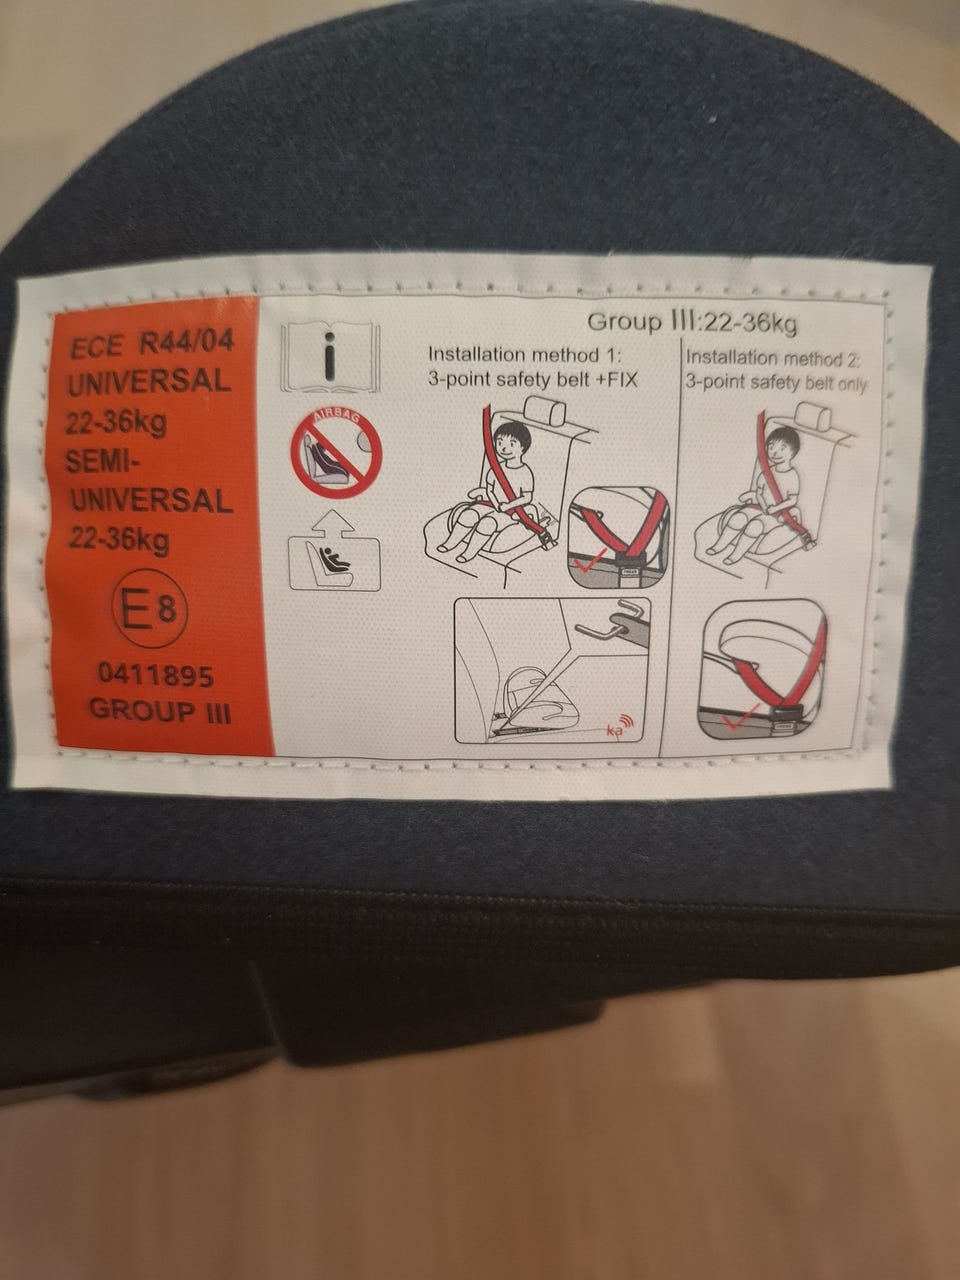 ECE R44/04
UNIVERSAL
22-36kg
SEMI-
UNIVERSAL
22-36kg
E8
0411895
GROUP III
i
AIRBAG
Group III:22-36kg
Installation method 1:
3-point safety belt +FIX
ka
Installation method 2:
3-point safety belt only